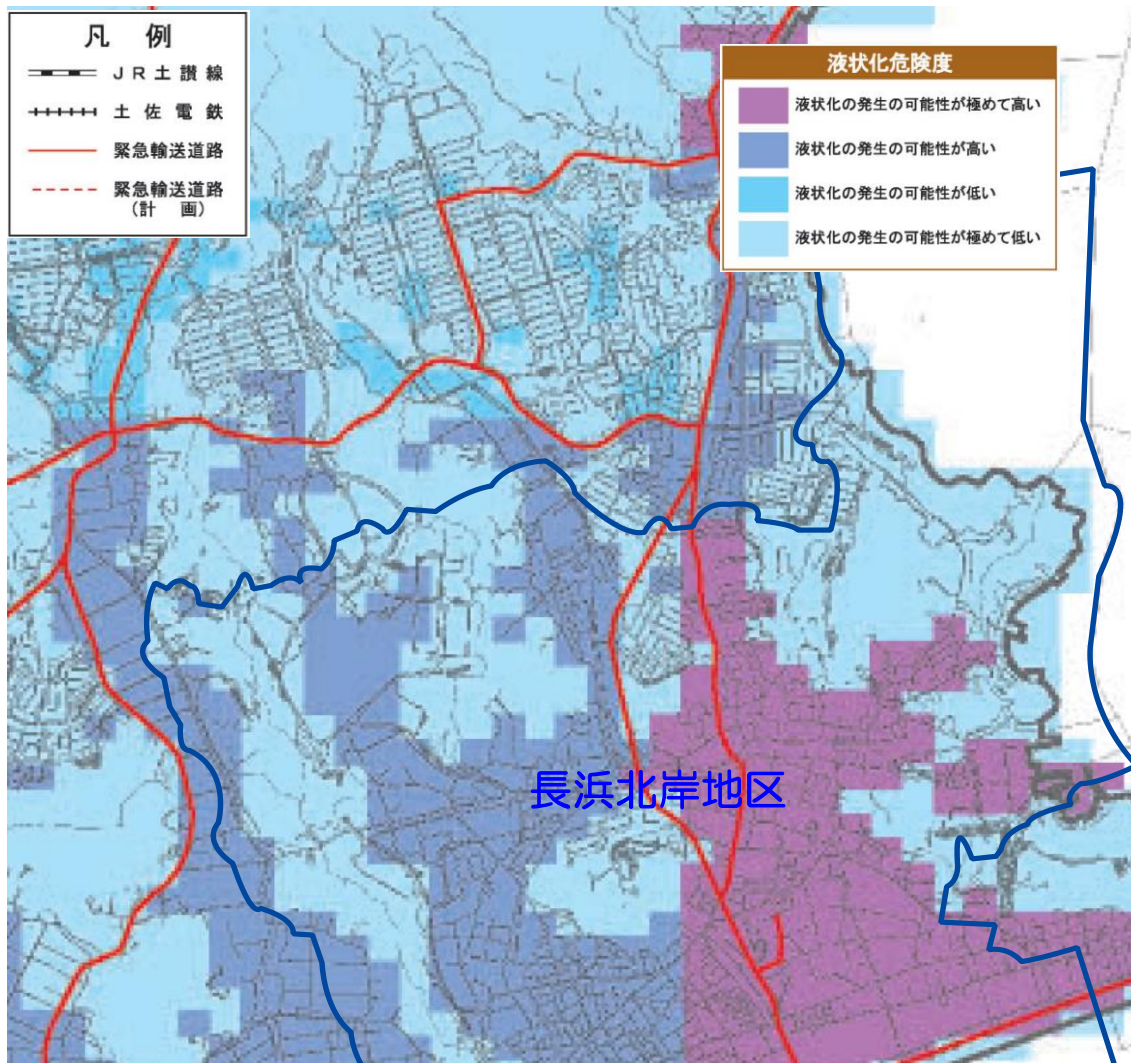 凡 例
JR土讃線
土佐電鉄
緊急輸送道路
緊急輸送道路
(計 画)
液状化危険度
液状化の発生の可能性が極めて高い
液状化の発生の可能性が高い
液状化の発生の可能性が低い
液状化の発生の可能性が極めて低い
長浜北岸地区